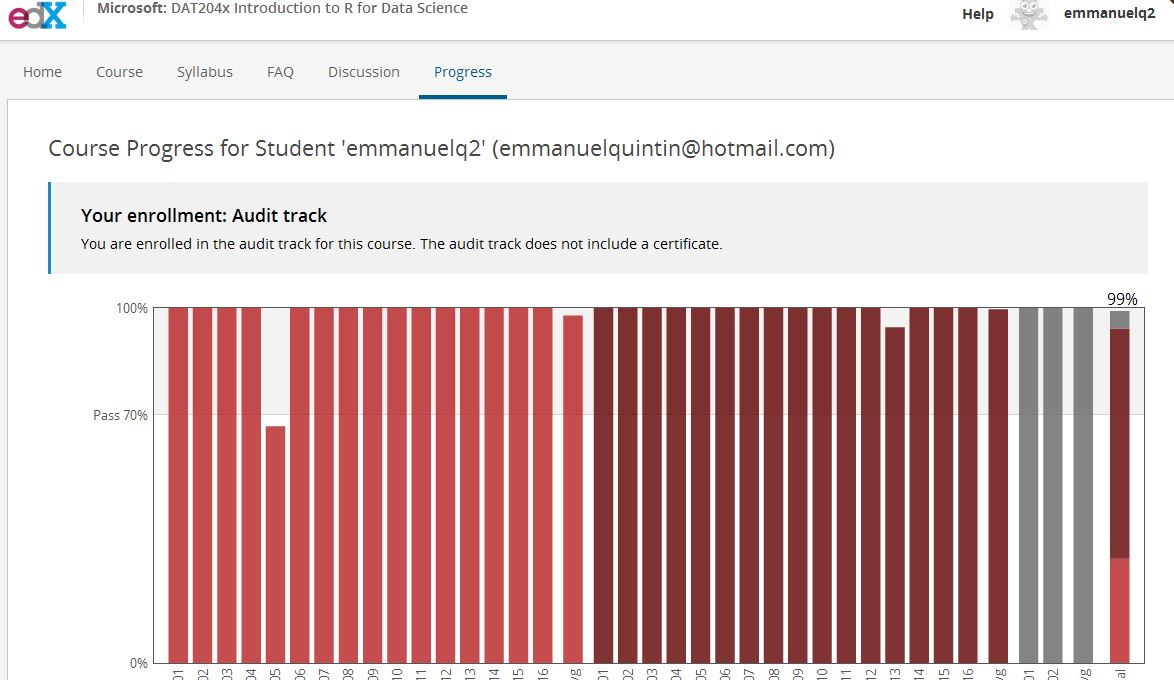 edX
Microsoft: DAT204x Introduction to R for Data Science
Help
emmanuelq2
Home Course Syllabus FAQ Discussion Progress
Course Progress for Student 'emmanuelq2' (emmanuelquintin@hotmail.com)
Your enrollment: Audit track
You are enrolled in the audit track for this course. The audit track does not include a certificate.
99%
100%
Pass 70%
0%
01 02 03 04 05 06 07 08 09 10 11 12 13 14 15 16 vg 01 02 03 04 05 06 07 08 09 10 11 12 13 14 15 16 vg 01 02 vg al